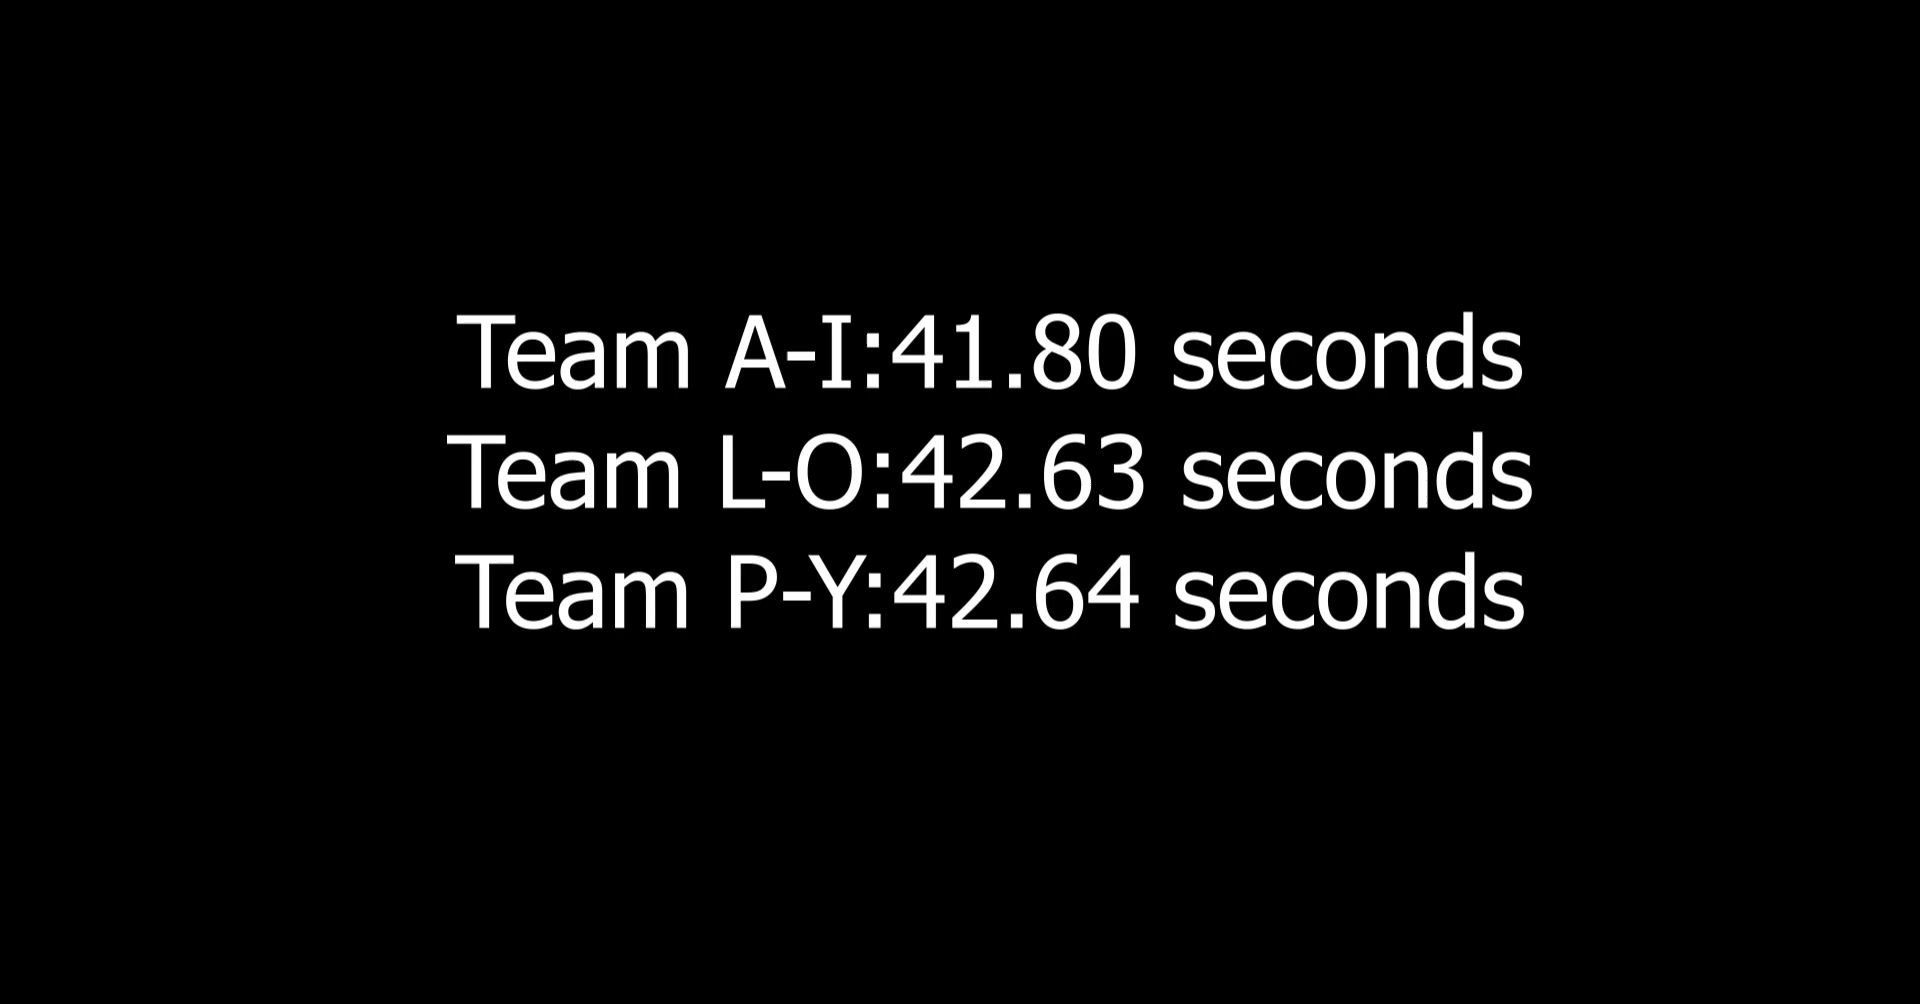 Team A-I:41.80 seconds
Team L-O:42.63 seconds
Team P-Y:42.64 seconds